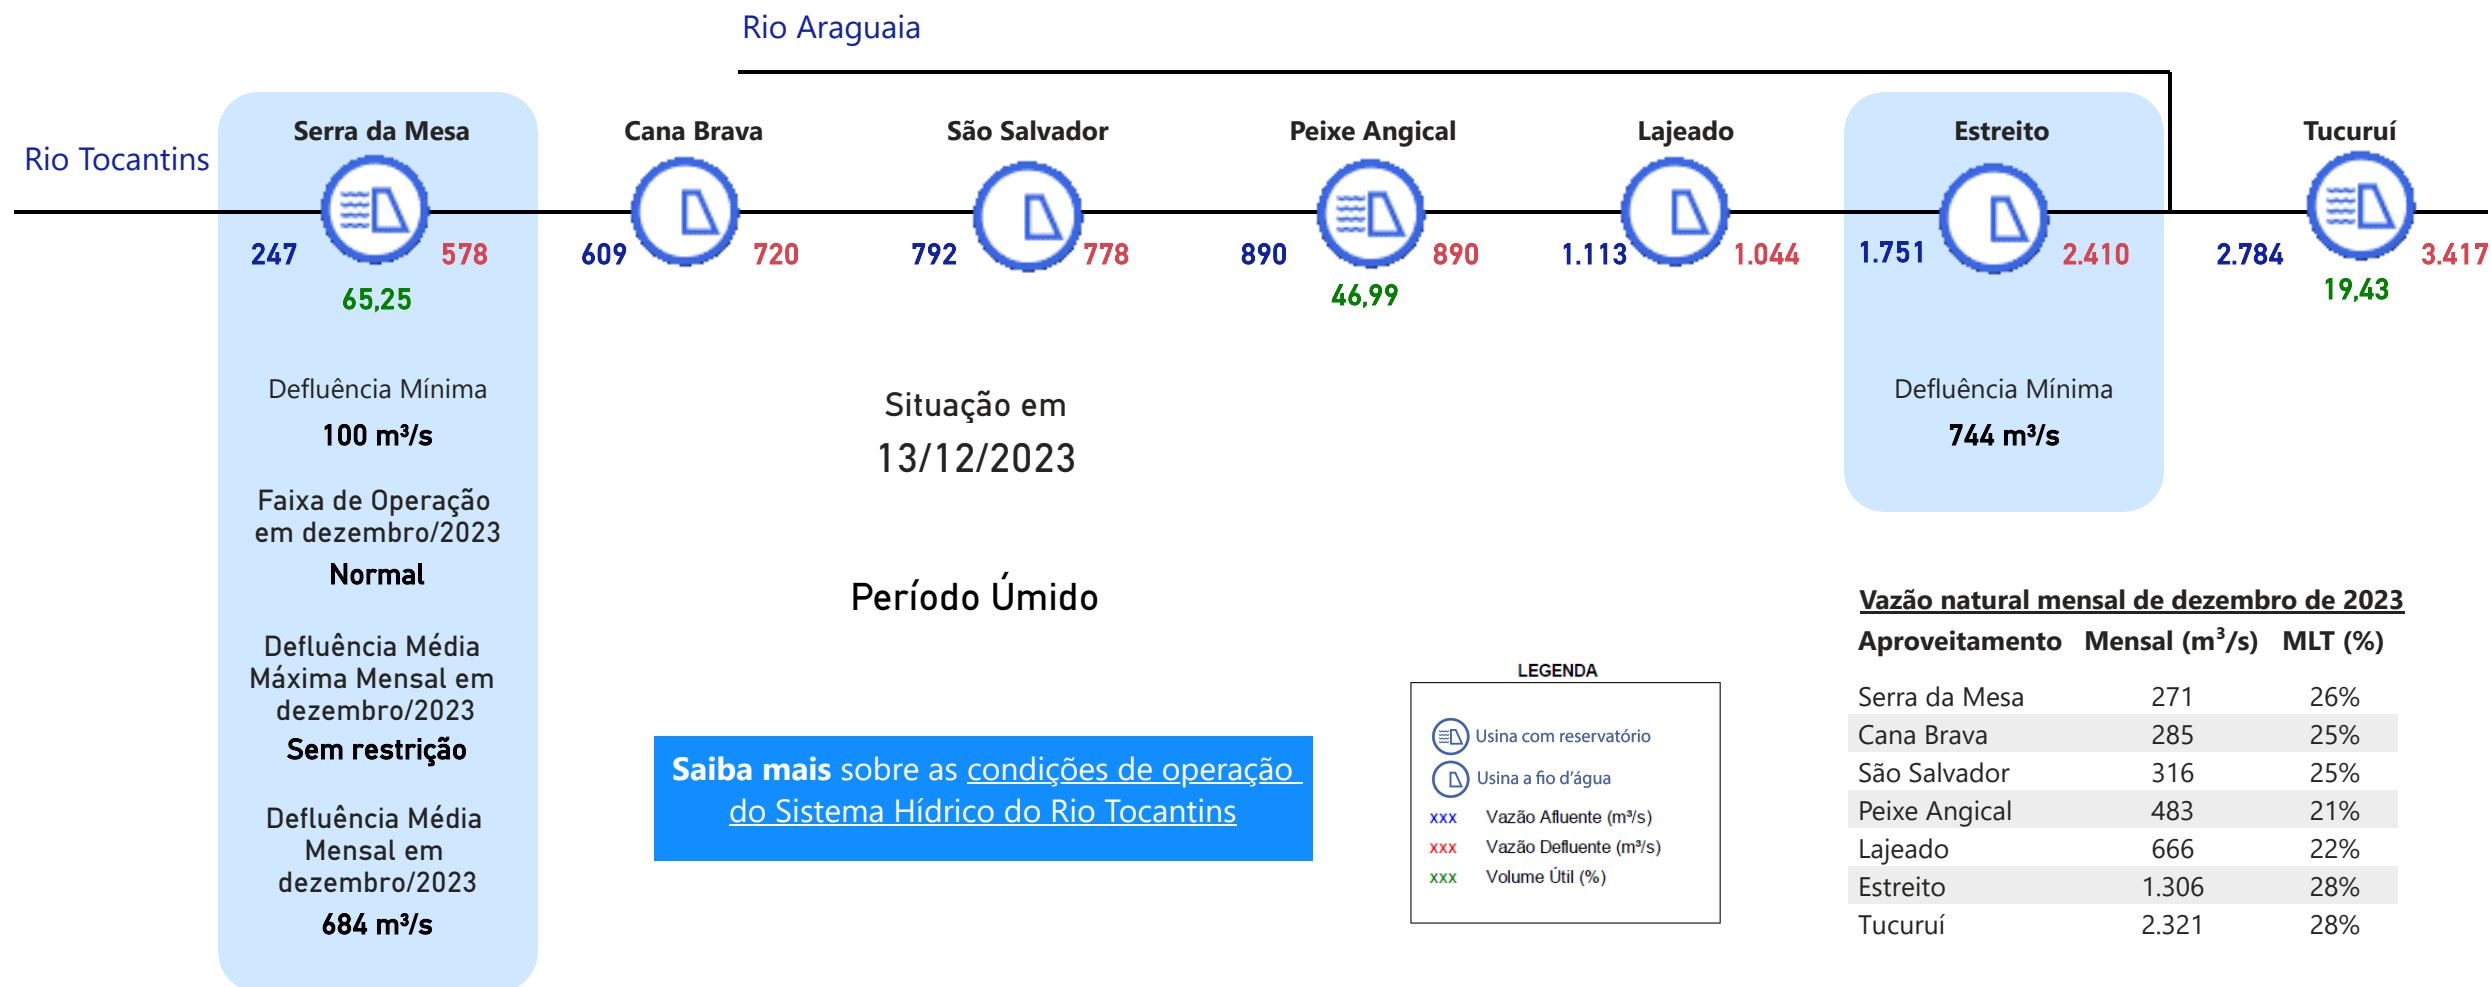 Rio Araguaia
Rio Tocantins
Serra da Mesa
Cana Brava
São Salvador
Peixe Angical
Lajeado
Estreito
Tucuruí
247 578
609 720
792 778
890 890
1.113 1.044
1.751 2.410
2.784 3.417
65,25
46,99
19,43
Defluência Mínima
100 m³/s
Faixa de Operação
em dezembro/2023
Normal
Defluência Média
Máxima Mensal em
dezembro/2023
Sem restrição
Defluência Média
Mensal em
dezembro/2023
684 m³/s
Situação em
13/12/2023
Período Úmido
Saiba mais sobre as condições de operação
do Sistema Hídrico do Rio Tocantins
LEGENDA
Usina com reservatório
Usina a fio d'água
xxx Vazão Afluente (m³/s)
xxx Vazão Defluente (m³/s)
xxx Volume Útil (%)
Defluência Mínima
744 m³/s
Vazão natural mensal de dezembro de 2023
Aproveitamento Mensal (m³/s) MLT (%)
Serra da Mesa 271 26%
Cana Brava 285 25%
São Salvador 316 25%
Peixe Angical 483 21%
Lajeado 666 22%
Estreito 1.306 28%
Tucuruí 2.321 28%